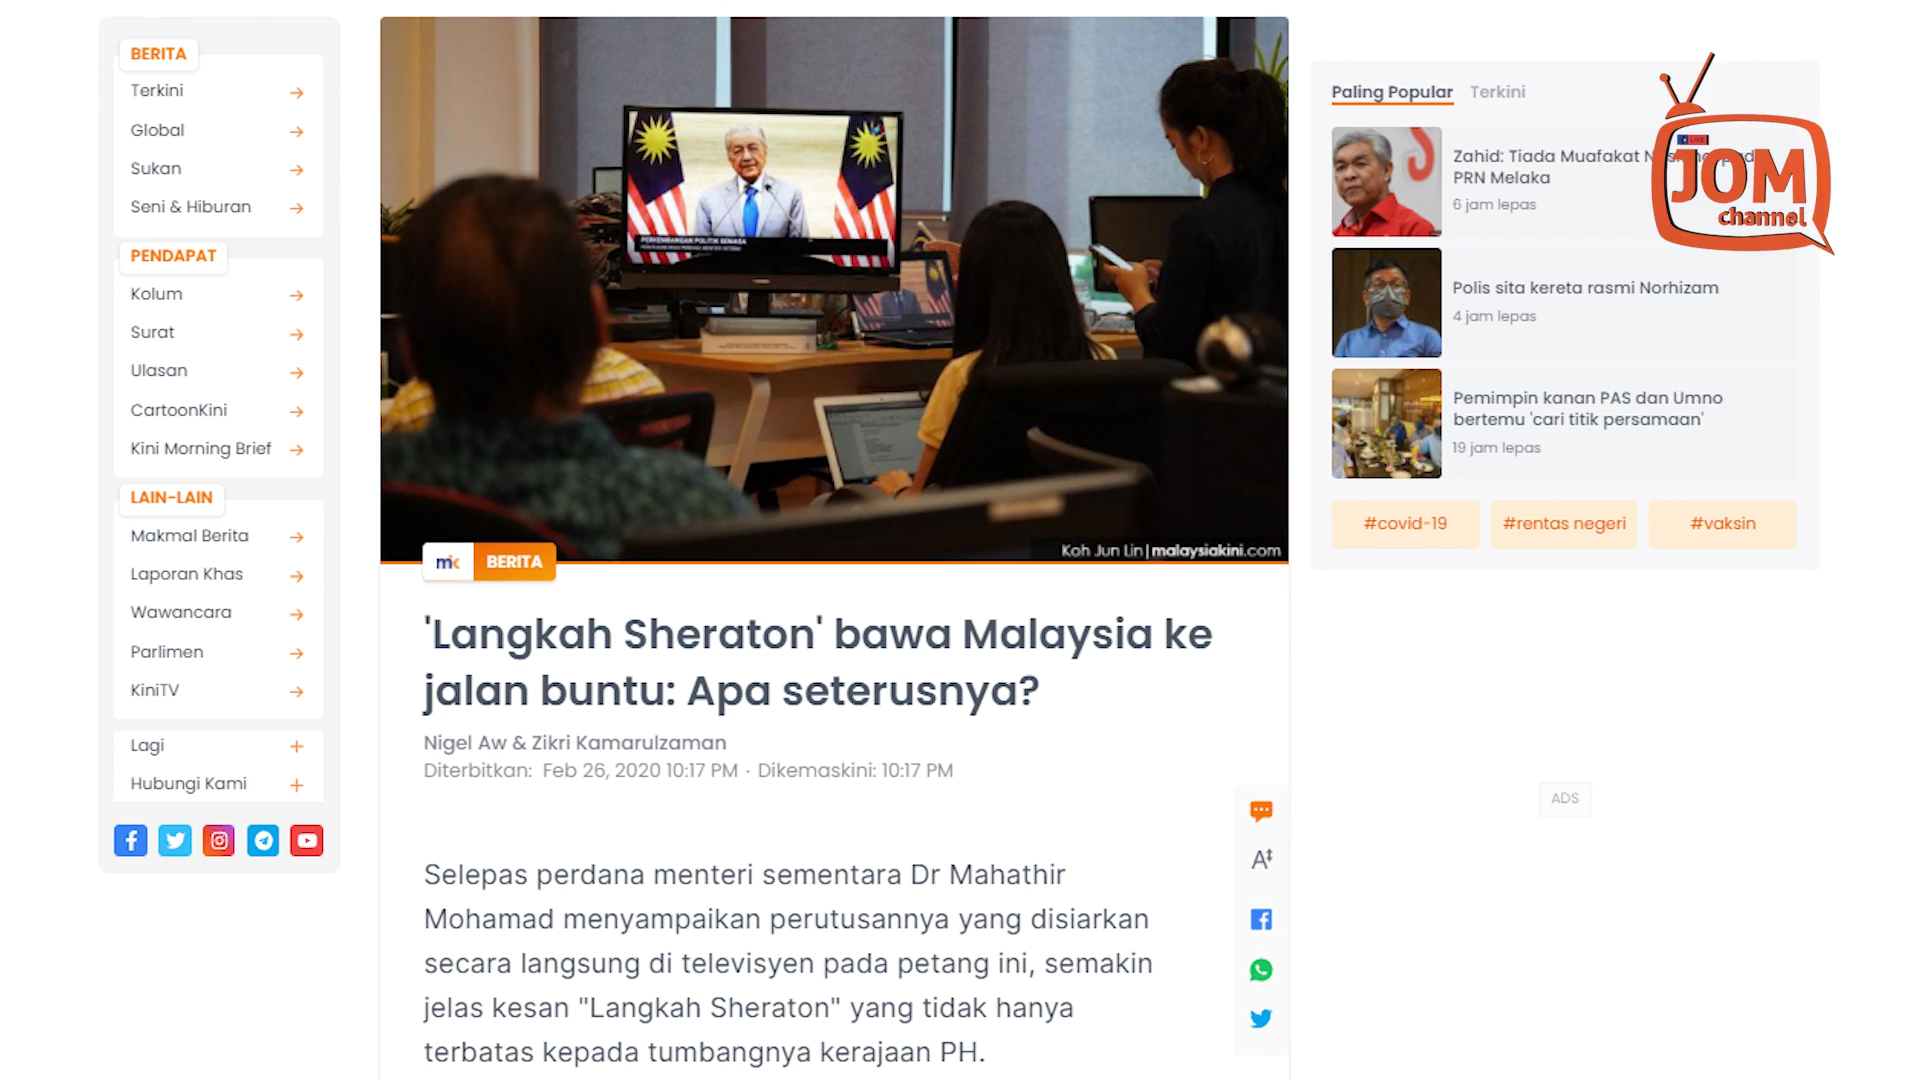 BERITA
Terkini
Global
Sukan
Seni & Hiburan
PENDAPAT
Kolum
Surat
Ulasan
CartoonKini
Kini Morning Brief
LAIN-LAIN
Makmal Berita
Laporan Khas
Wawancara
Parlimen
KiniTV
Lagi
Hubungi Kami
PERKEMBANGAN POLITIK SEMASA
Koh Jun Lin | malaysiakini.com
mk BERITA
'Langkah Sheraton' bawa Malaysia ke
jalan buntu: Apa seterusnya?
Nigel Aw & Zikri Kamarulzaman
Diterbitkan: Feb 26, 2020 10:17 PM · Dikemaskini: 10:17 PM
Selepas perdana menteri sementara Dr Mahathir
Mohamad menyampaikan perutusannya yang disiarkan
secara langsung di televisyen pada petang ini, semakin
jelas kesan "Langkah Sheraton" yang tidak hanya
terbatas kepada tumbangnya kerajaan PH.
Paling Popular Terkini
Zahid: Tiada Muafakat
PRN Melaka
6 jam lepas
Polis sita kereta rasmi Norhizam
4 jam lepas
Pemimpin kanan PAS dan Umno
bertemu 'cari titik persamaan'
19 jam lepas
#covid-19 #rentas negeri #vaksin
ADS
JOM
channel